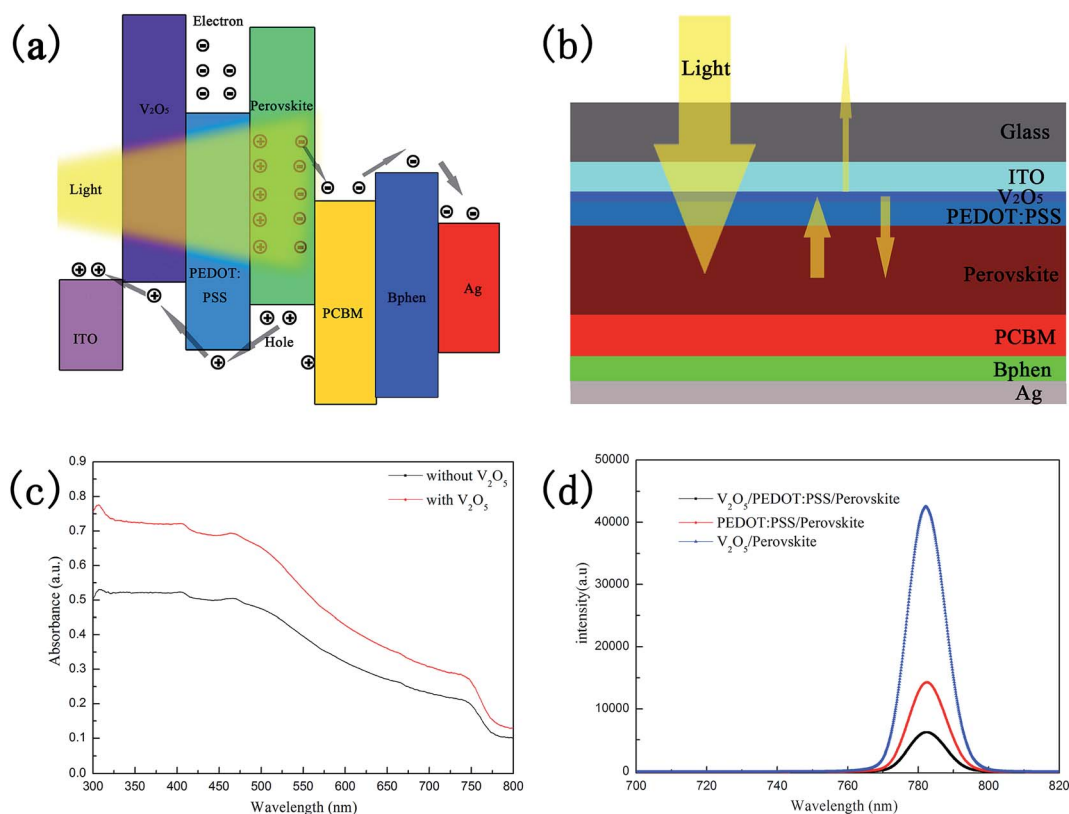 (a)
Electron
V₂O₅
Perovskite
Light
PEDOT:
PSS
ITO
Hole
PCBM
Bphen
Ag
(b)
Light
Glass
ITO
V₂O₅
PEDOT:PSS
Perovskite
PCBM
Bphen
Ag
(c)
0.9
0.8
0.7
0.6
0.5
0.4
0.3
0.2
0.1
0.0
Absorbance (a.u.)
without V₂O₅
with V₂O₅
300 350 400 450 500 550 600 650 700 750 800
Wavelength (nm)
(d)
50000
40000
30000
20000
10000
0
intensity(a.u)
V₂O₅/PEDOT:PSS/Perovskite
PEDOT:PSS/Perovskite
V₂O₅/Perovskite
700 720 740 760 780 800 820
Wavelength (nm)